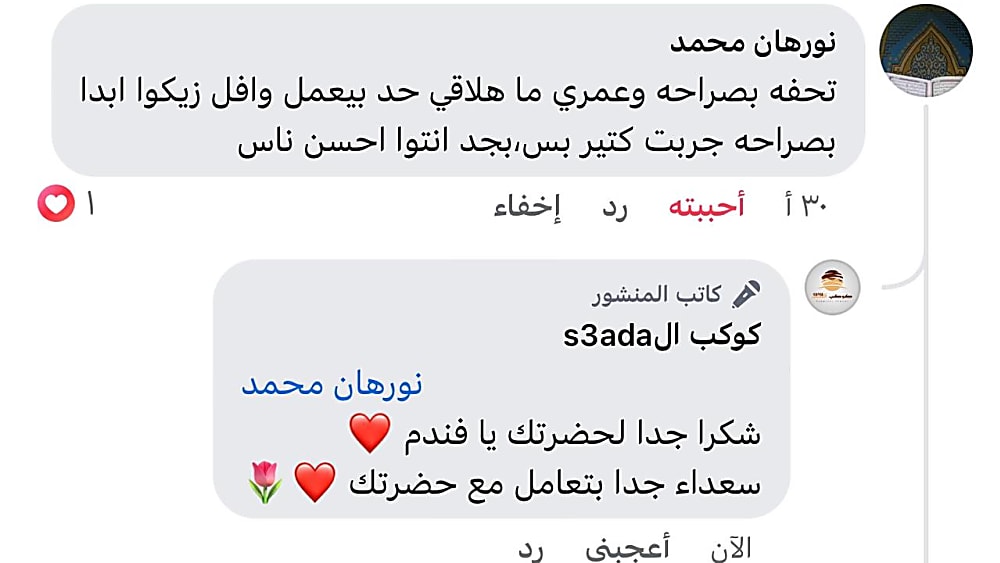 نورهان محمد
تحفه بصراحه وعمري ما هلاقي حد بيعمل وافل زيكوا ابدا
بصراحه جربت كتير بس،بجد انتوا احسن ناس
٣٠ أ أحببته رد إخفاء ١
كاتب المنشور
كوكب الs3ada
نورهان محمد
شكرا جدا لحضرتك يا فندم ❤️
سعداء جدا بتعامل مع حضرتك ❤️🌷
الآن أعجبني رد